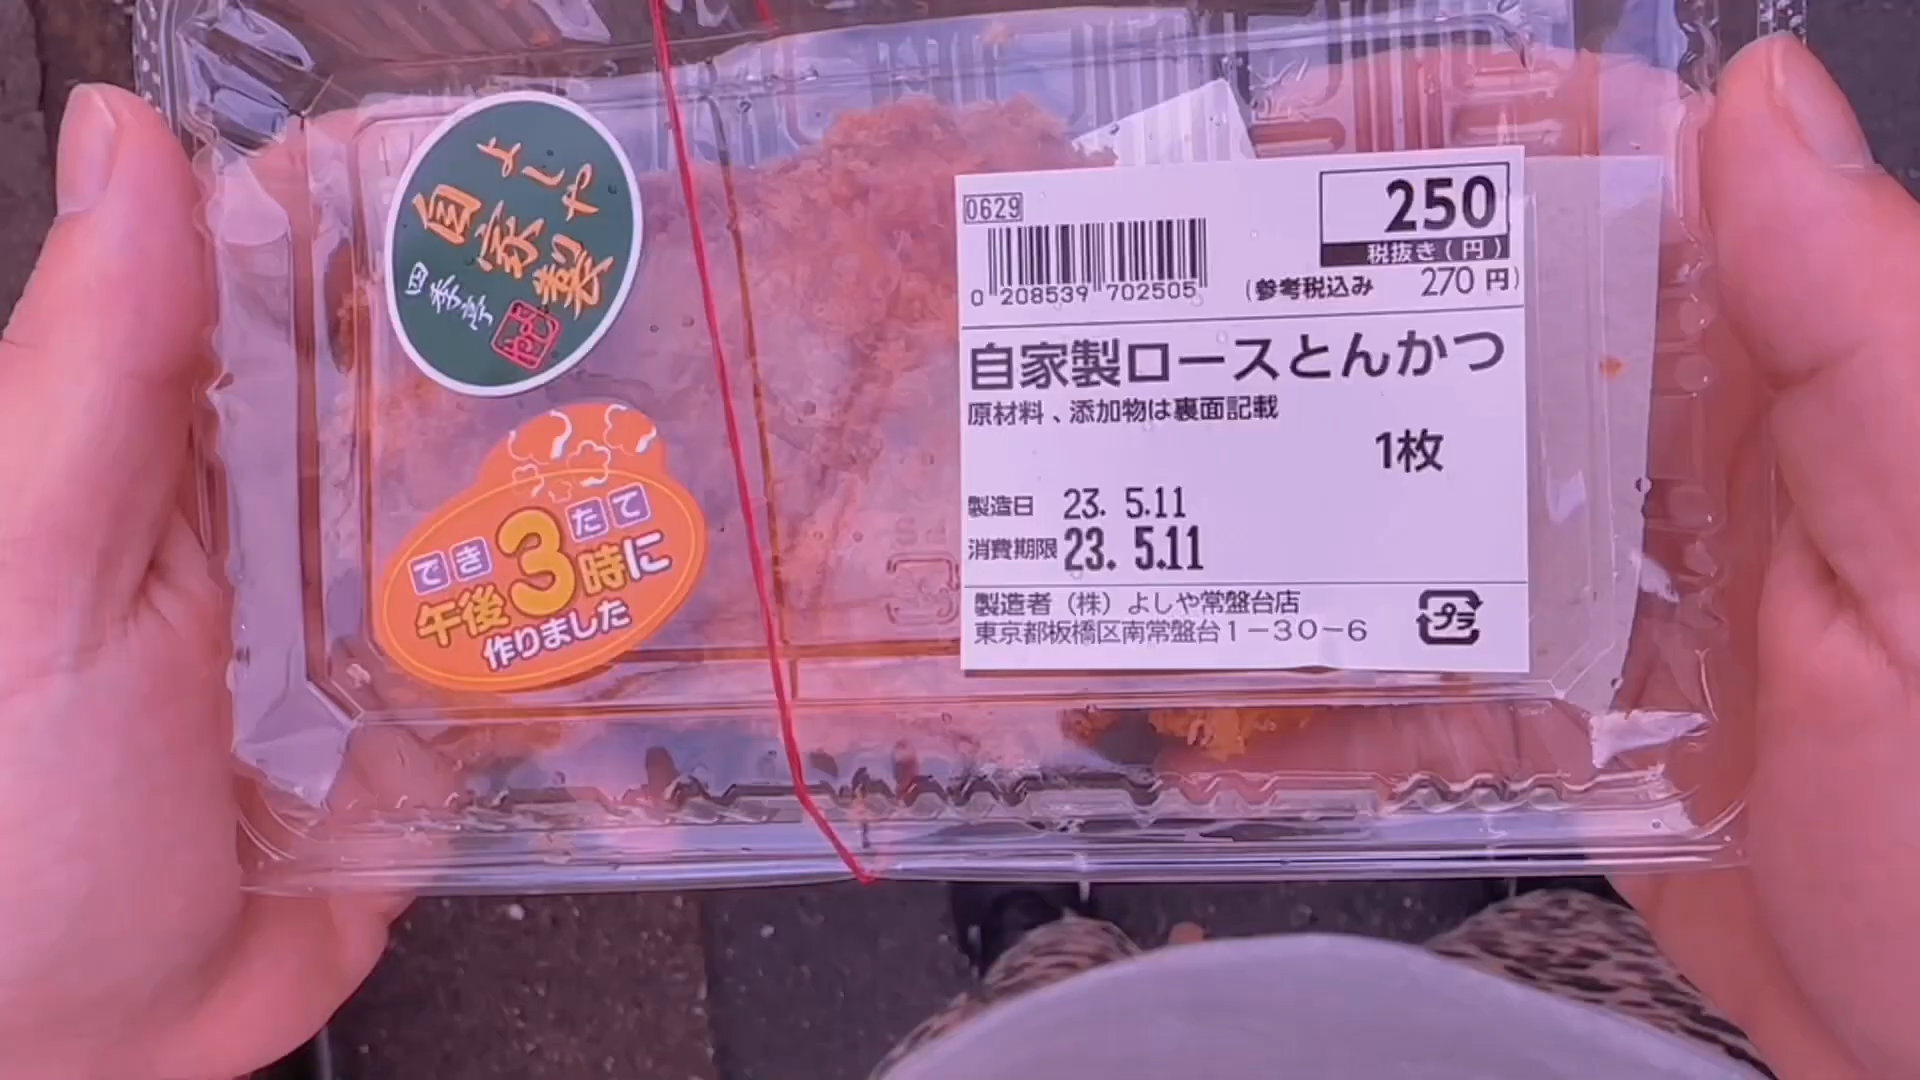 よしや
自家製
四季亭
できたて
午後3時に
作りました
0629
250
税抜き(円)
0 208539 702505
(参考税込み 270 円)
自家製ロースとんかつ
原材料、添加物は裏面記載
1枚
製造日 23. 5.11
消費期限 23. 5.11
製造者(株)よしや常盤台店
東京都板橋区南常盤台1-30-6
プラ